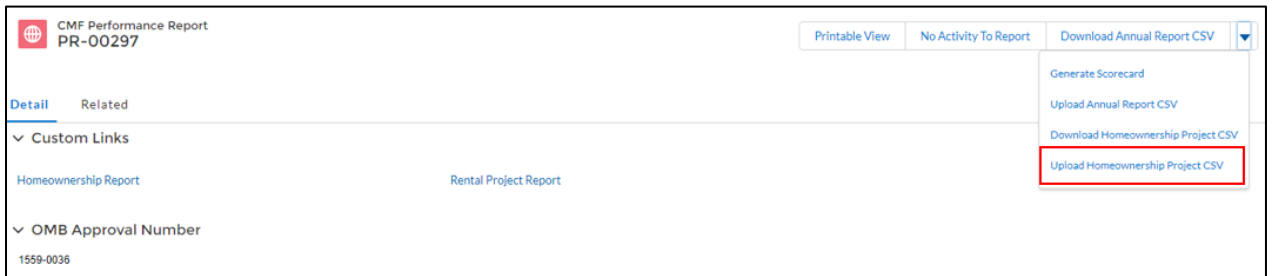 CMF Performance Report
PR-00297
Printable View
No Activity To Report
Download Annual Report CSV
Generate Scorecard
Upload Annual Report CSV
Download Homeownership Project CSV
Upload Homeownership Project CSV
Detail Related
Custom Links
Homeownership Report Rental Project Report
OMB Approval Number
1559-0036